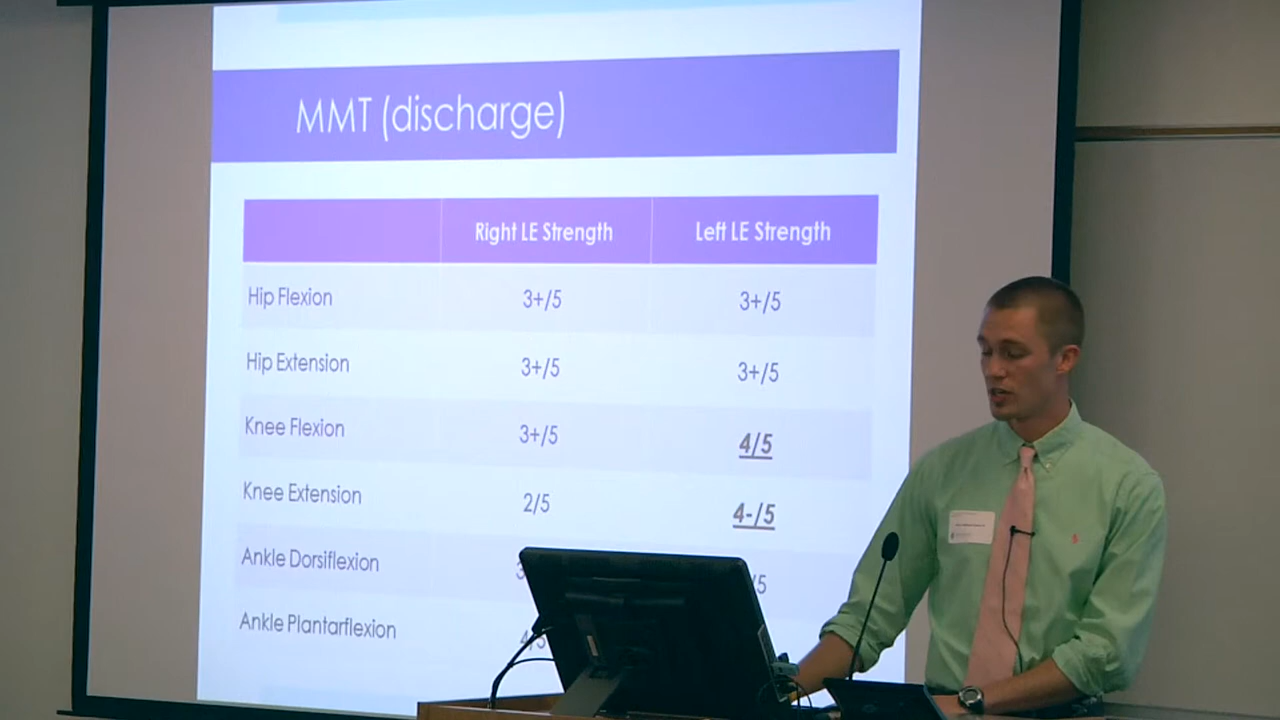 MMT (discharge)
Right LE Strength Left LE Strength
Hip Flexion 3+/5 3+/5
Hip Extension 3+/5 3+/5
Knee Flexion 3+/5 4/5
Knee Extension 2/5 4-/5
Ankle Dorsiflexion
Ankle Plantarflexion